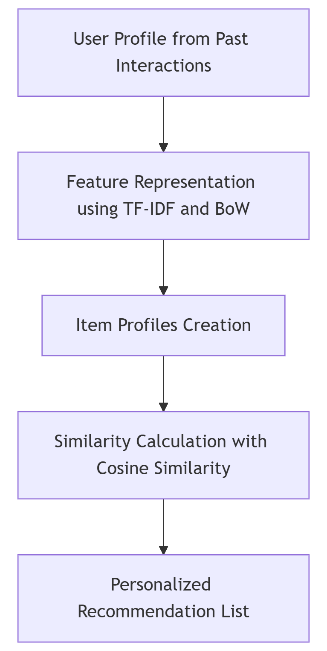 User Profile from Past
Interactions
Feature Representation
using TF-IDF and BoW
Item Profiles Creation
Similarity Calculation with
Cosine Similarity
Personalized
Recommendation List